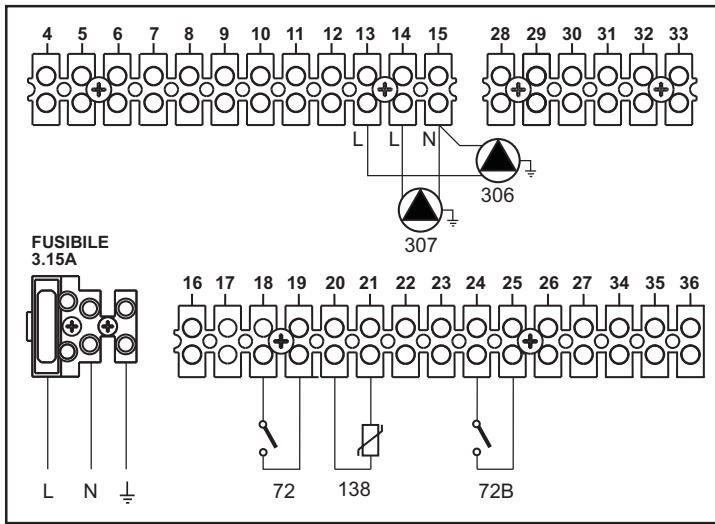 4 5 6 7 8 9 10 11 12 13 14 15 28 29 30 31 32 33
L L N
306
307
FUSIBILE
3.15A
16 17 18 19 20 21 22 23 24 25 26 27 34 35 36
L N
72 138 72B